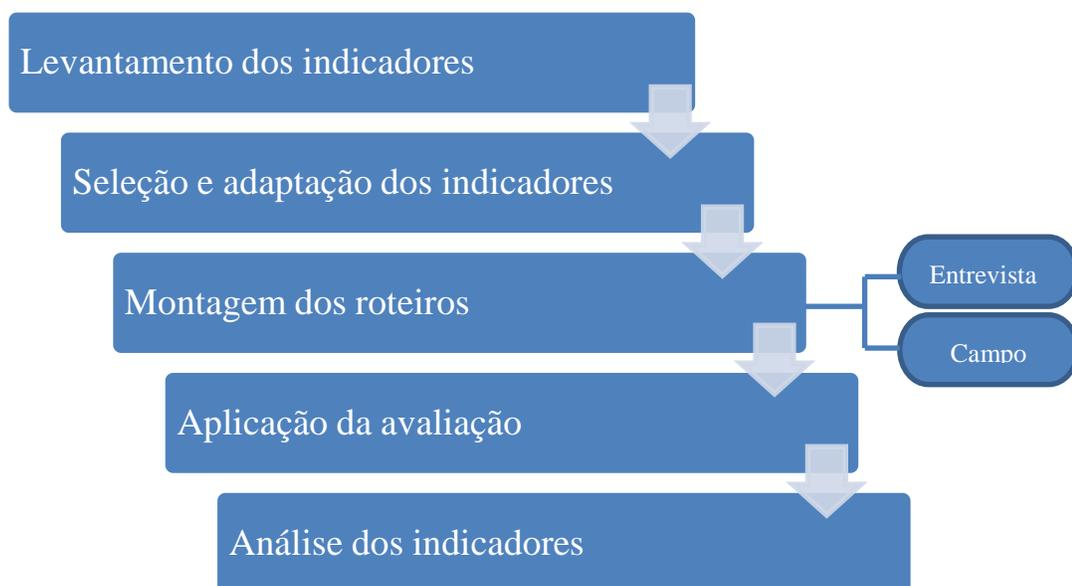 Levantamento dos indicadores
Seleção e adaptação dos indicadores
Montagem dos roteiros
Entrevista
Campo
Aplicação da avaliação
Análise dos indicadores